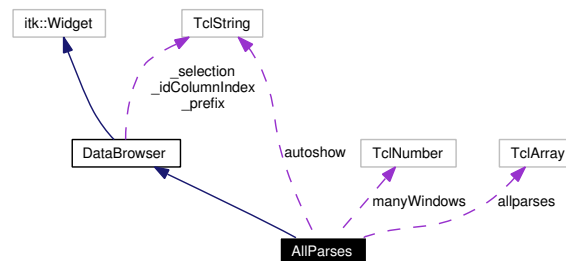 itk::Widget
TclString
_selection
_idColumnIndex
_prefix
DataBrowser
autoshow
TclNumber
TclArray
manyWindows
allparses
AllParses